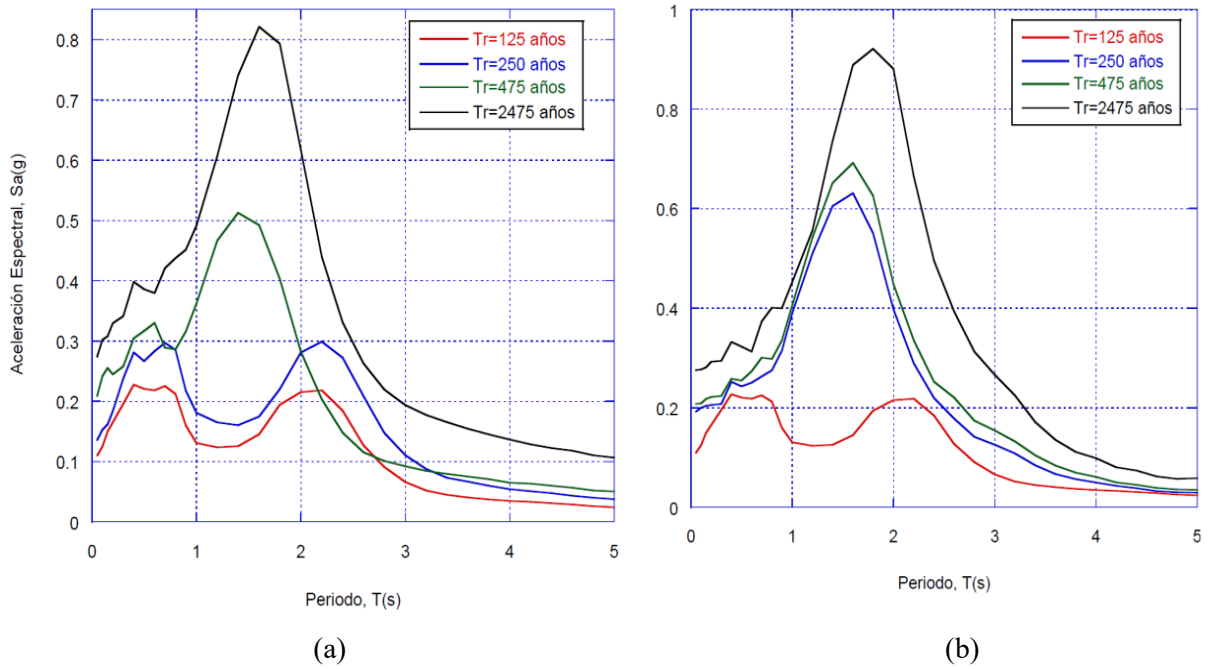 Tr=125 años
Tr=250 años
Tr=475 años
Tr=2475 años
Aceleración Espectral, Sa(g)
0.8
0.7
0.6
0.5
0.4
0.3
0.2
0.1
0
0 1 2 3 4 5
Periodo, T(s)
(a)
Tr=125 años
Tr=250 años
Tr=475 años
Tr=2475 años
1
0.8
0.6
0.4
0.2
0
0 1 2 3 4 5
Periodo, T(s)
(b)